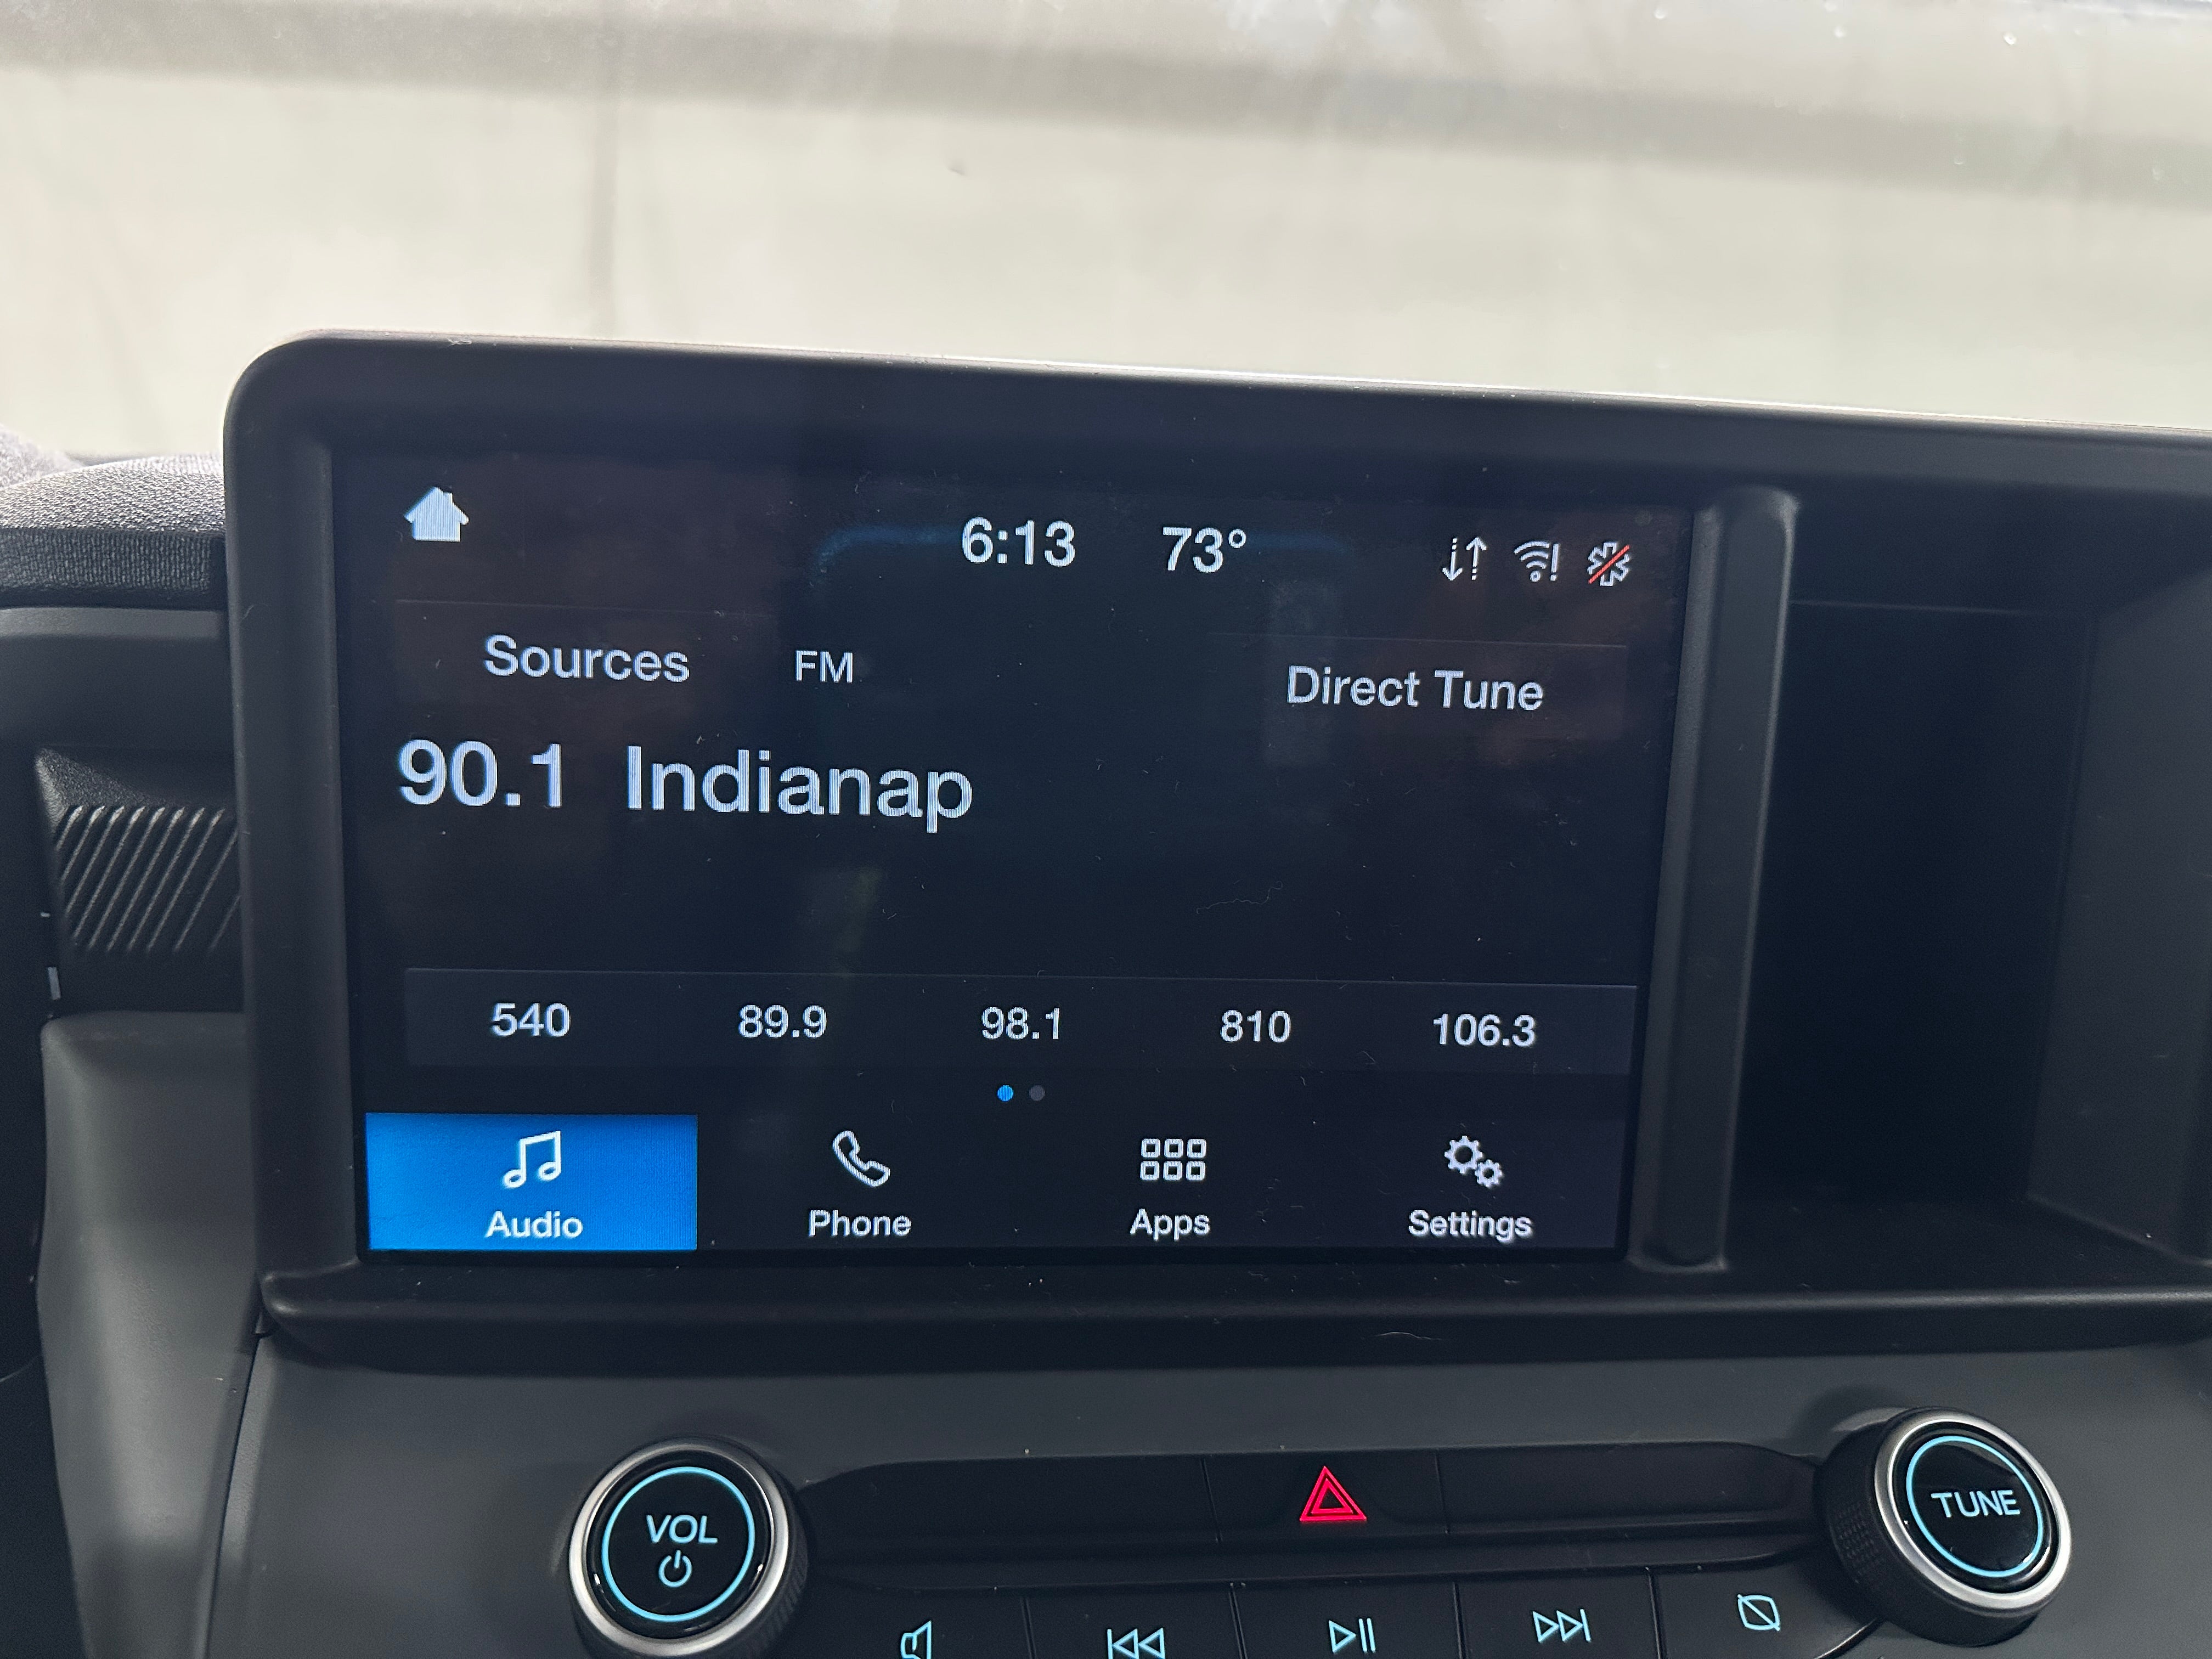 6:13 73°
Sources FM Direct Tune
90.1 Indianap
540 89.9 98.1 810 106.3
Audio Phone Apps Settings
VOL
TUNE